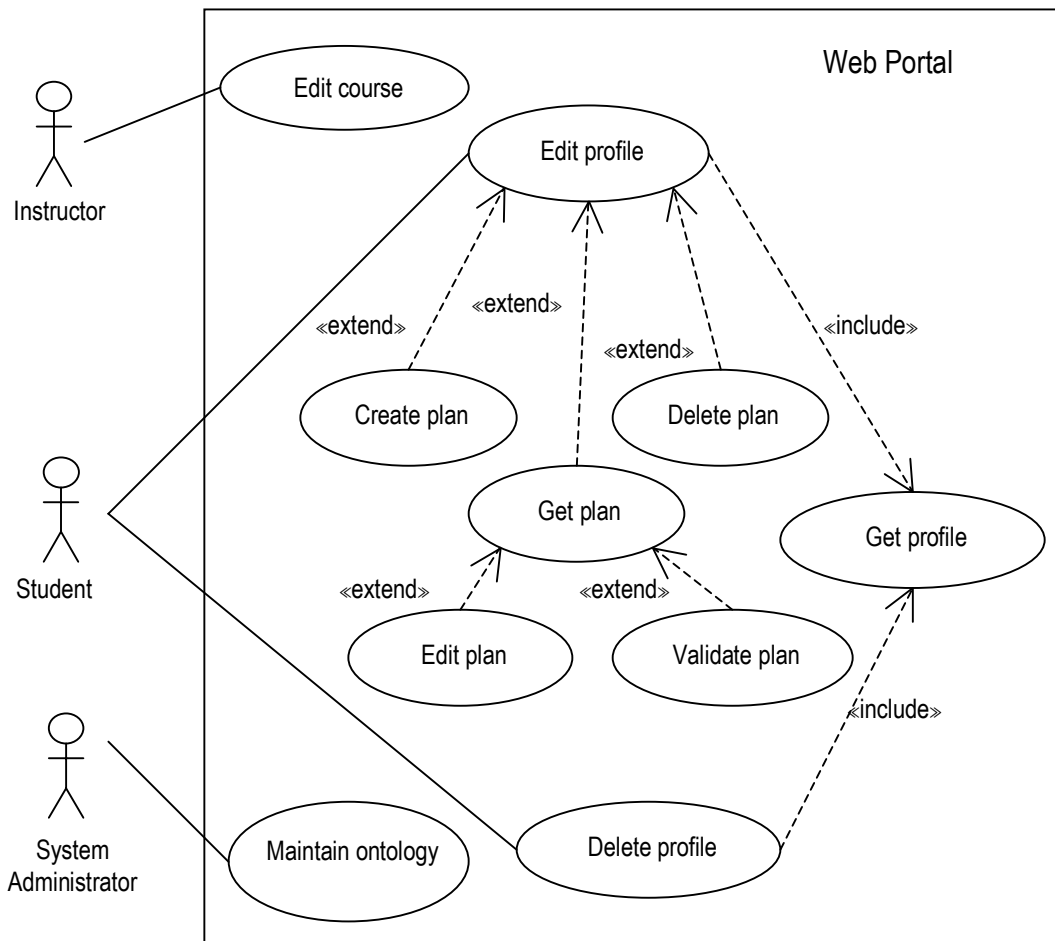 Web Portal
Edit course
Edit profile
Instructor
«extend»
«extend»
«include»
«extend»
Create plan
Delete plan
Get plan
Get profile
Student
«extend»
«extend»
Edit plan
Validate plan
«include»
System
Administrator
Maintain ontology
Delete profile